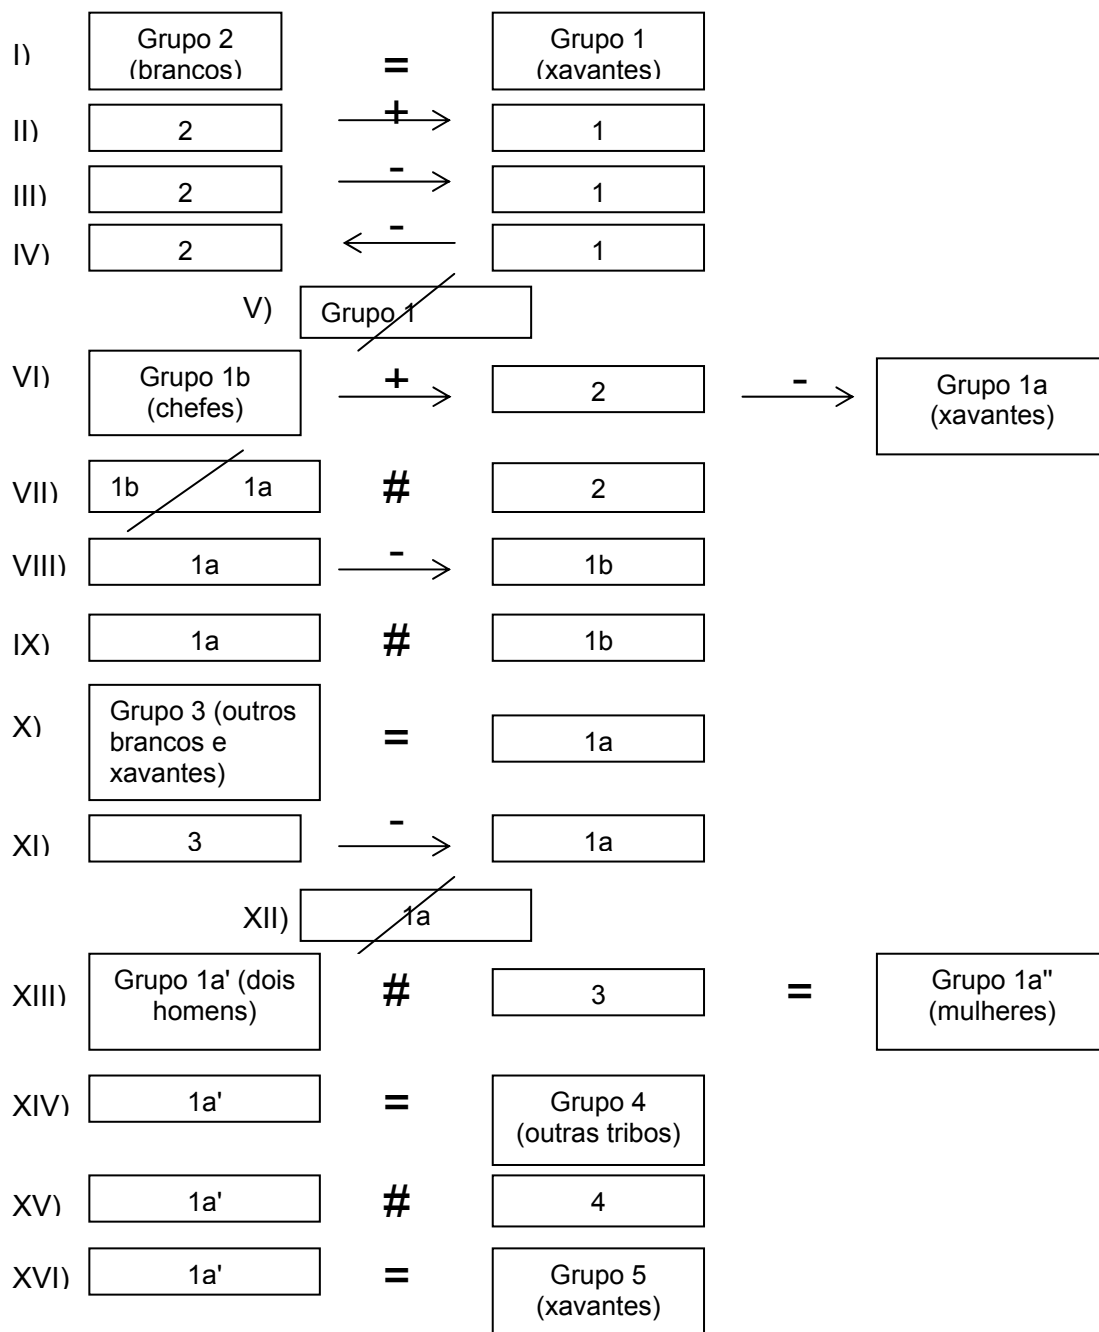 I) Grupo 2 (brancos) = Grupo 1 (xavantes)
II) 2 + 1
III) 2 - 1
IV) 2 - 1
V) Grupo 1
VI) Grupo 1b (chefes) + 2 - Grupo 1a (xavantes)
VII) 1b 1a # 2
VIII) 1a - 1b
IX) 1a # 1b
X) Grupo 3 (outros brancos e xavantes) = 1a
XI) 3 - 1a
XII) 1a
XIII) Grupo 1a' (dois homens) # 3 = Grupo 1a" (mulheres)
XIV) 1a' = Grupo 4 (outras tribos)
XV) 1a' # 4
XVI) 1a' = Grupo 5 (xavantes)